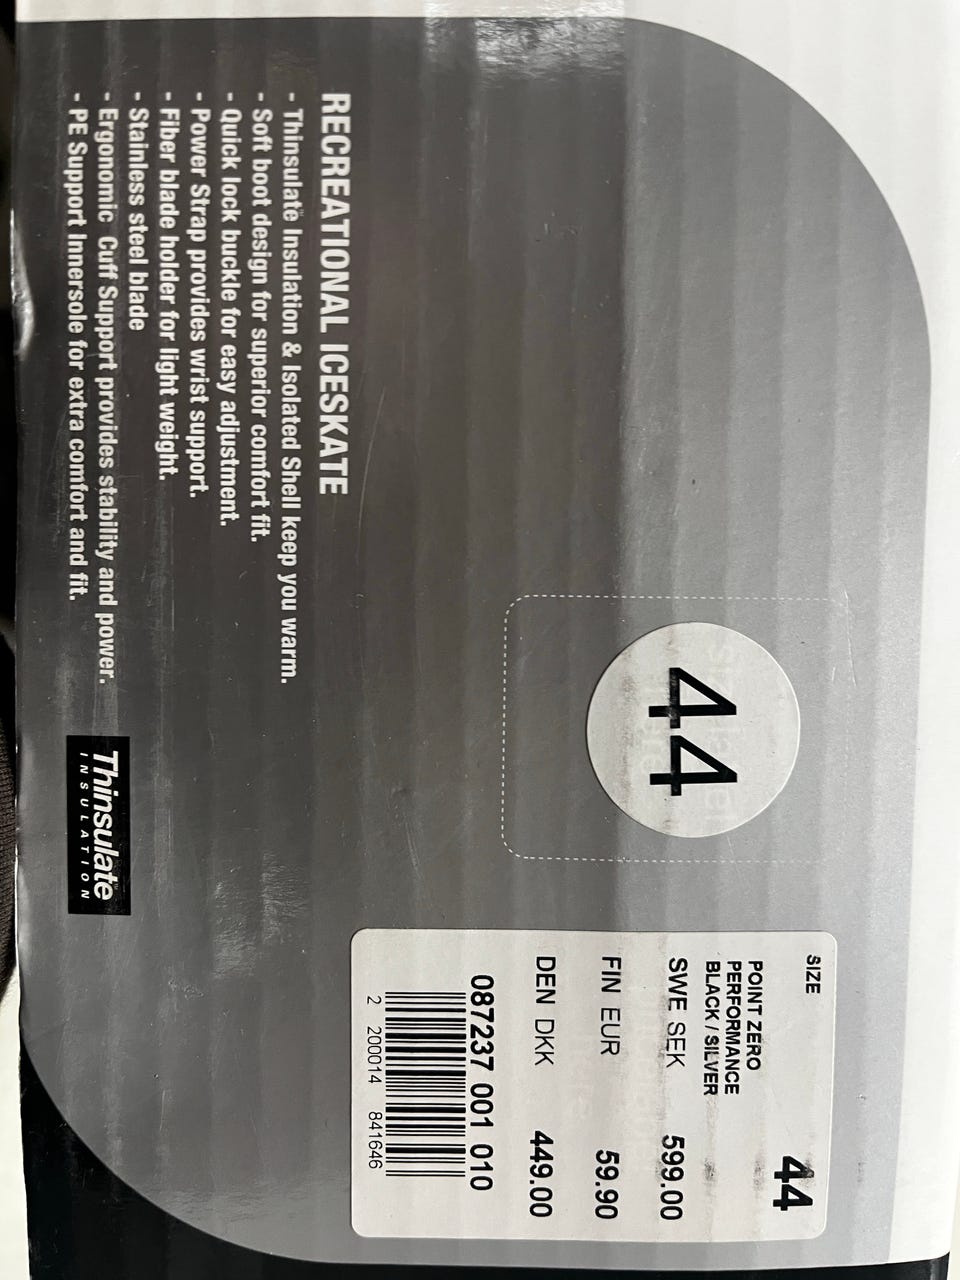 44
RECREATIONAL ICESKATE
- Thinsulate™ Insulation & Isolated Shell keep you warm.
- Soft boot design for superior comfort fit.
- Quick lock buckle for easy adjustment.
- Power Strap provides wrist support.
- Fiber blade holder for light weight.
- Stainless steel blade
- Ergonomic Cuff Support provides stability and power.
- PE Support Innersole for extra comfort and fit.
Thinsulate™
INSULATION
SIZE 44
POINT ZERO
PERFORMANCE
BLACK / SILVER
SWE SEK 599.00
FIN EUR 59.90
DEN DKK 449.00
087237 001 010
2 200014 841646